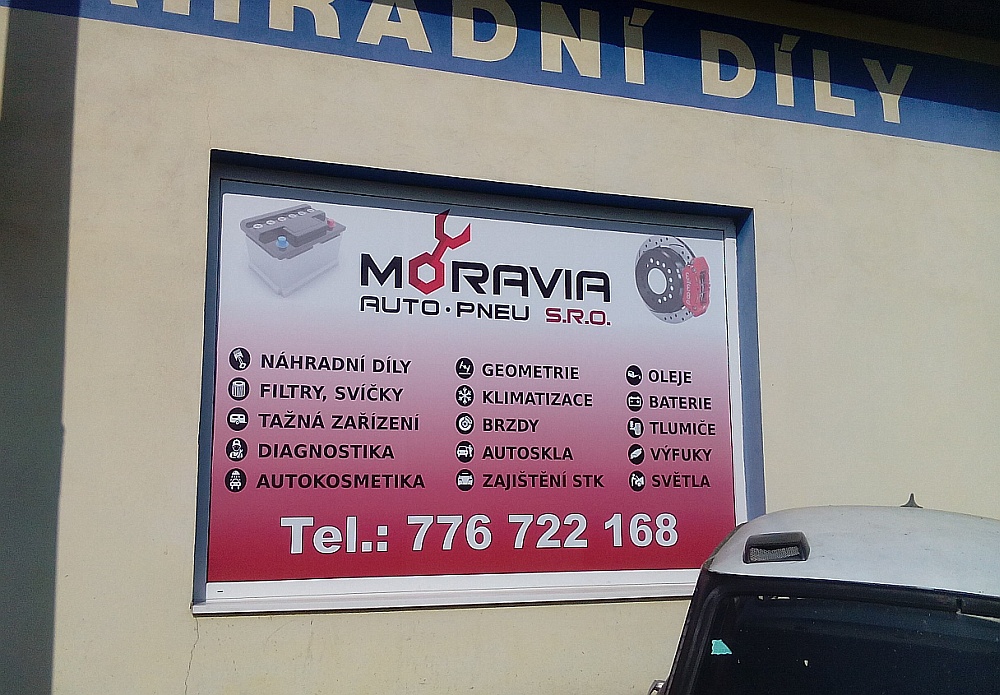 HRADNÍ DÍLY
MORAVIA
AUTO • PNEU S.R.O.
NÁHRADNÍ DÍLY
FILTRY, SVÍČKY
TAŽNÁ ZAŘÍZENÍ
DIAGNOSTIKA
AUTOKOSMETIKA
GEOMETRIE
KLIMATIZACE
BRZDY
AUTOSKLA
ZAJIŠTĚNÍ STK
OLEJE
BATERIE
TLUMIČE
VÝFUKY
SVĚTLA
Tel.: 776 722 168